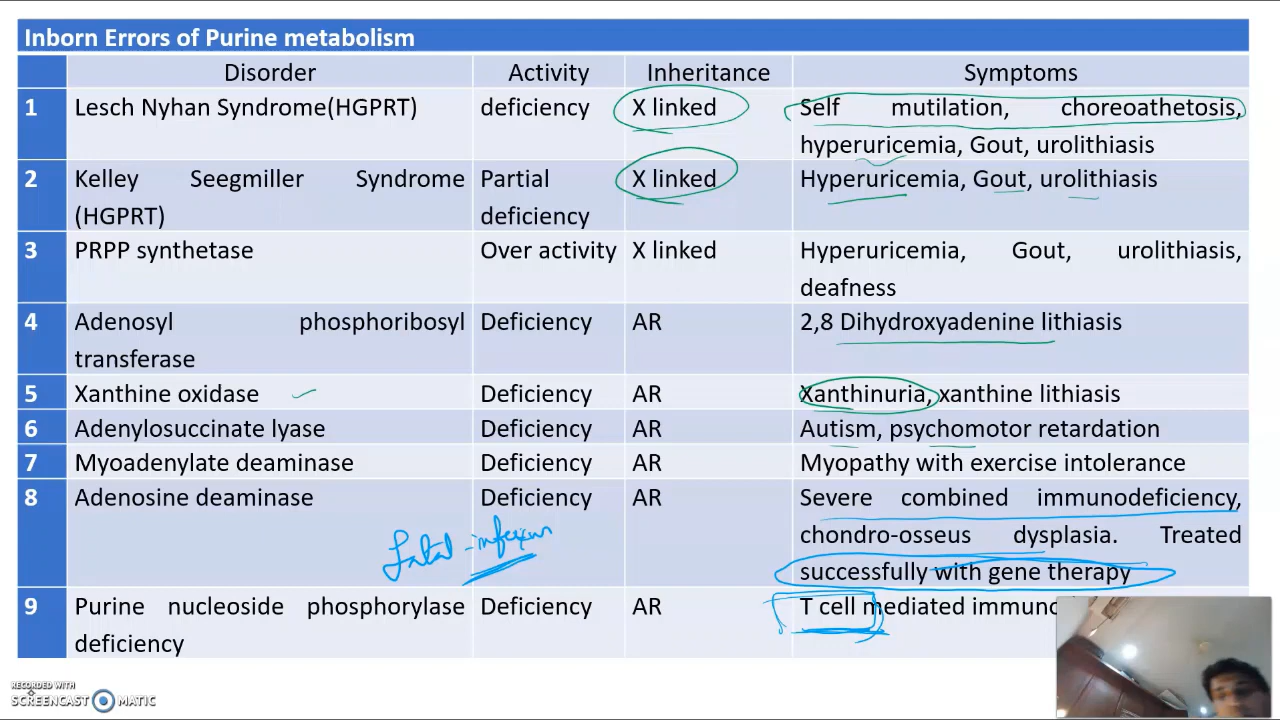 Inborn Errors of Purine metabolism
Disorder Activity Inheritance Symptoms
1 Lesch Nyhan Syndrome(HGPRT) deficiency X linked Self mutilation, choreoathetosis,
hyperuricemia, Gout, urolithiasis
2 Kelley Seegmiller Syndrome Partial X linked Hyperuricemia, Gout, urolithiasis
(HGPRT) deficiency
3 PRPP synthetase Over activity X linked Hyperuricemia, Gout, urolithiasis,
deafness
4 Adenosyl phosphoribosyl Deficiency AR 2,8 Dihydroxyadenine lithiasis
transferase
5 Xanthine oxidase Deficiency AR Xanthinuria, xanthine lithiasis
6 Adenylosuccinate lyase Deficiency AR Autism, psychomotor retardation
7 Myoadenylate deaminase Deficiency AR Myopathy with exercise intolerance
8 Adenosine deaminase Deficiency AR Severe combined immunodeficiency,
chondro-osseus dysplasia. Treated
fatal
successfully with gene therapy
9 Purine nucleoside phosphorylase Deficiency AR T cell mediated
deficiency
RECORDED WITH
SCREENCAST MATIC